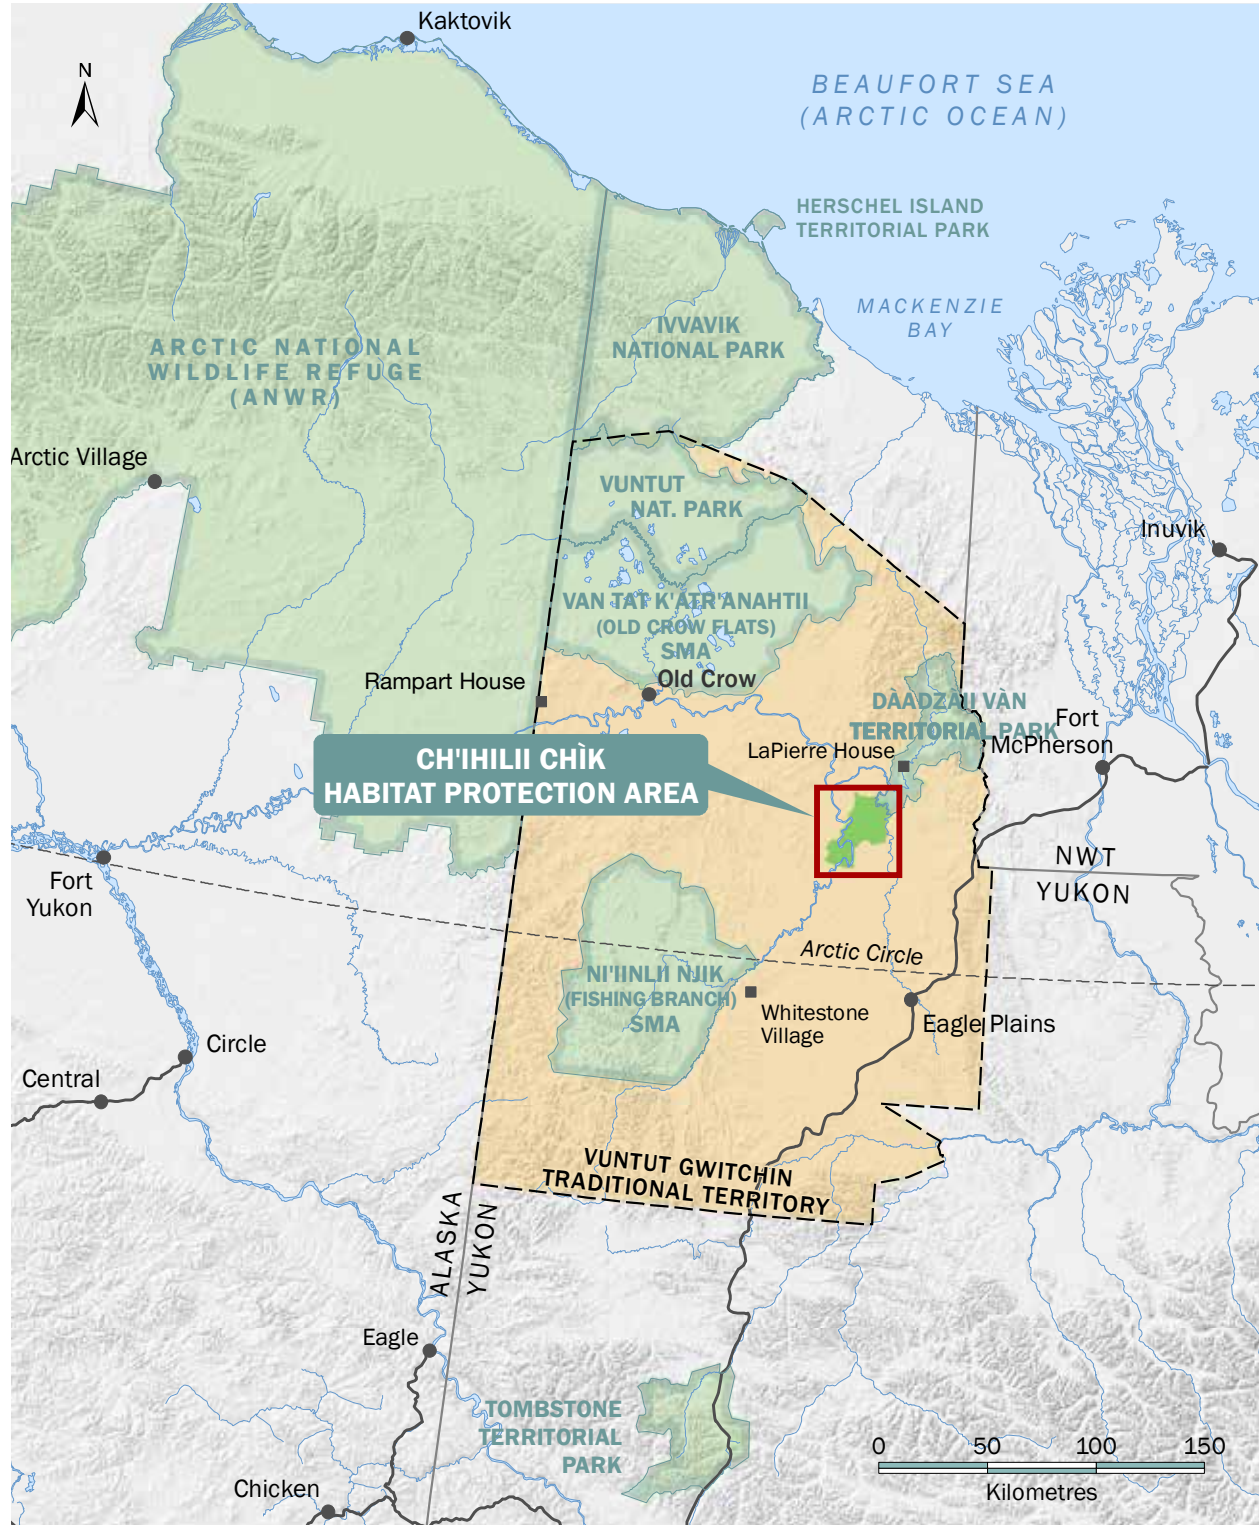 Kaktovik
N
BEAUFORT SEA
(ARCTIC OCEAN)
HERSCHEL ISLAND
TERRITORIAL PARK
MACKENZIE
BAY
IVVAVIK
NATIONAL PARK
ARCTIC NATIONAL
WILDLIFE REFUGE
(ANWR)
Arctic Village
VUNTUT
NAT. PARK
Inuvik
VAN TAT K'ATR'ANAHTII
(OLD CROW FLATS)
SMA
Old Crow
Rampart House
DÀADZÀII VÀN
TERRITORIAL PARK
Fort
McPherson
LaPierre House
CH'IHILII CHÌK
HABITAT PROTECTION AREA
NWT
YUKON
Fort
Yukon
Arctic Circle
NI'IINLII NJIK
(FISHING BRANCH)
SMA
Whitestone
Village
Eagle Plains
Circle
Central
VUNTUT GWITCHIN
TRADITIONAL TERRITORY
ALASKA
YUKON
Eagle
TOMBSTONE
TERRITORIAL
PARK
Chicken
0 50 100 150
Kilometres